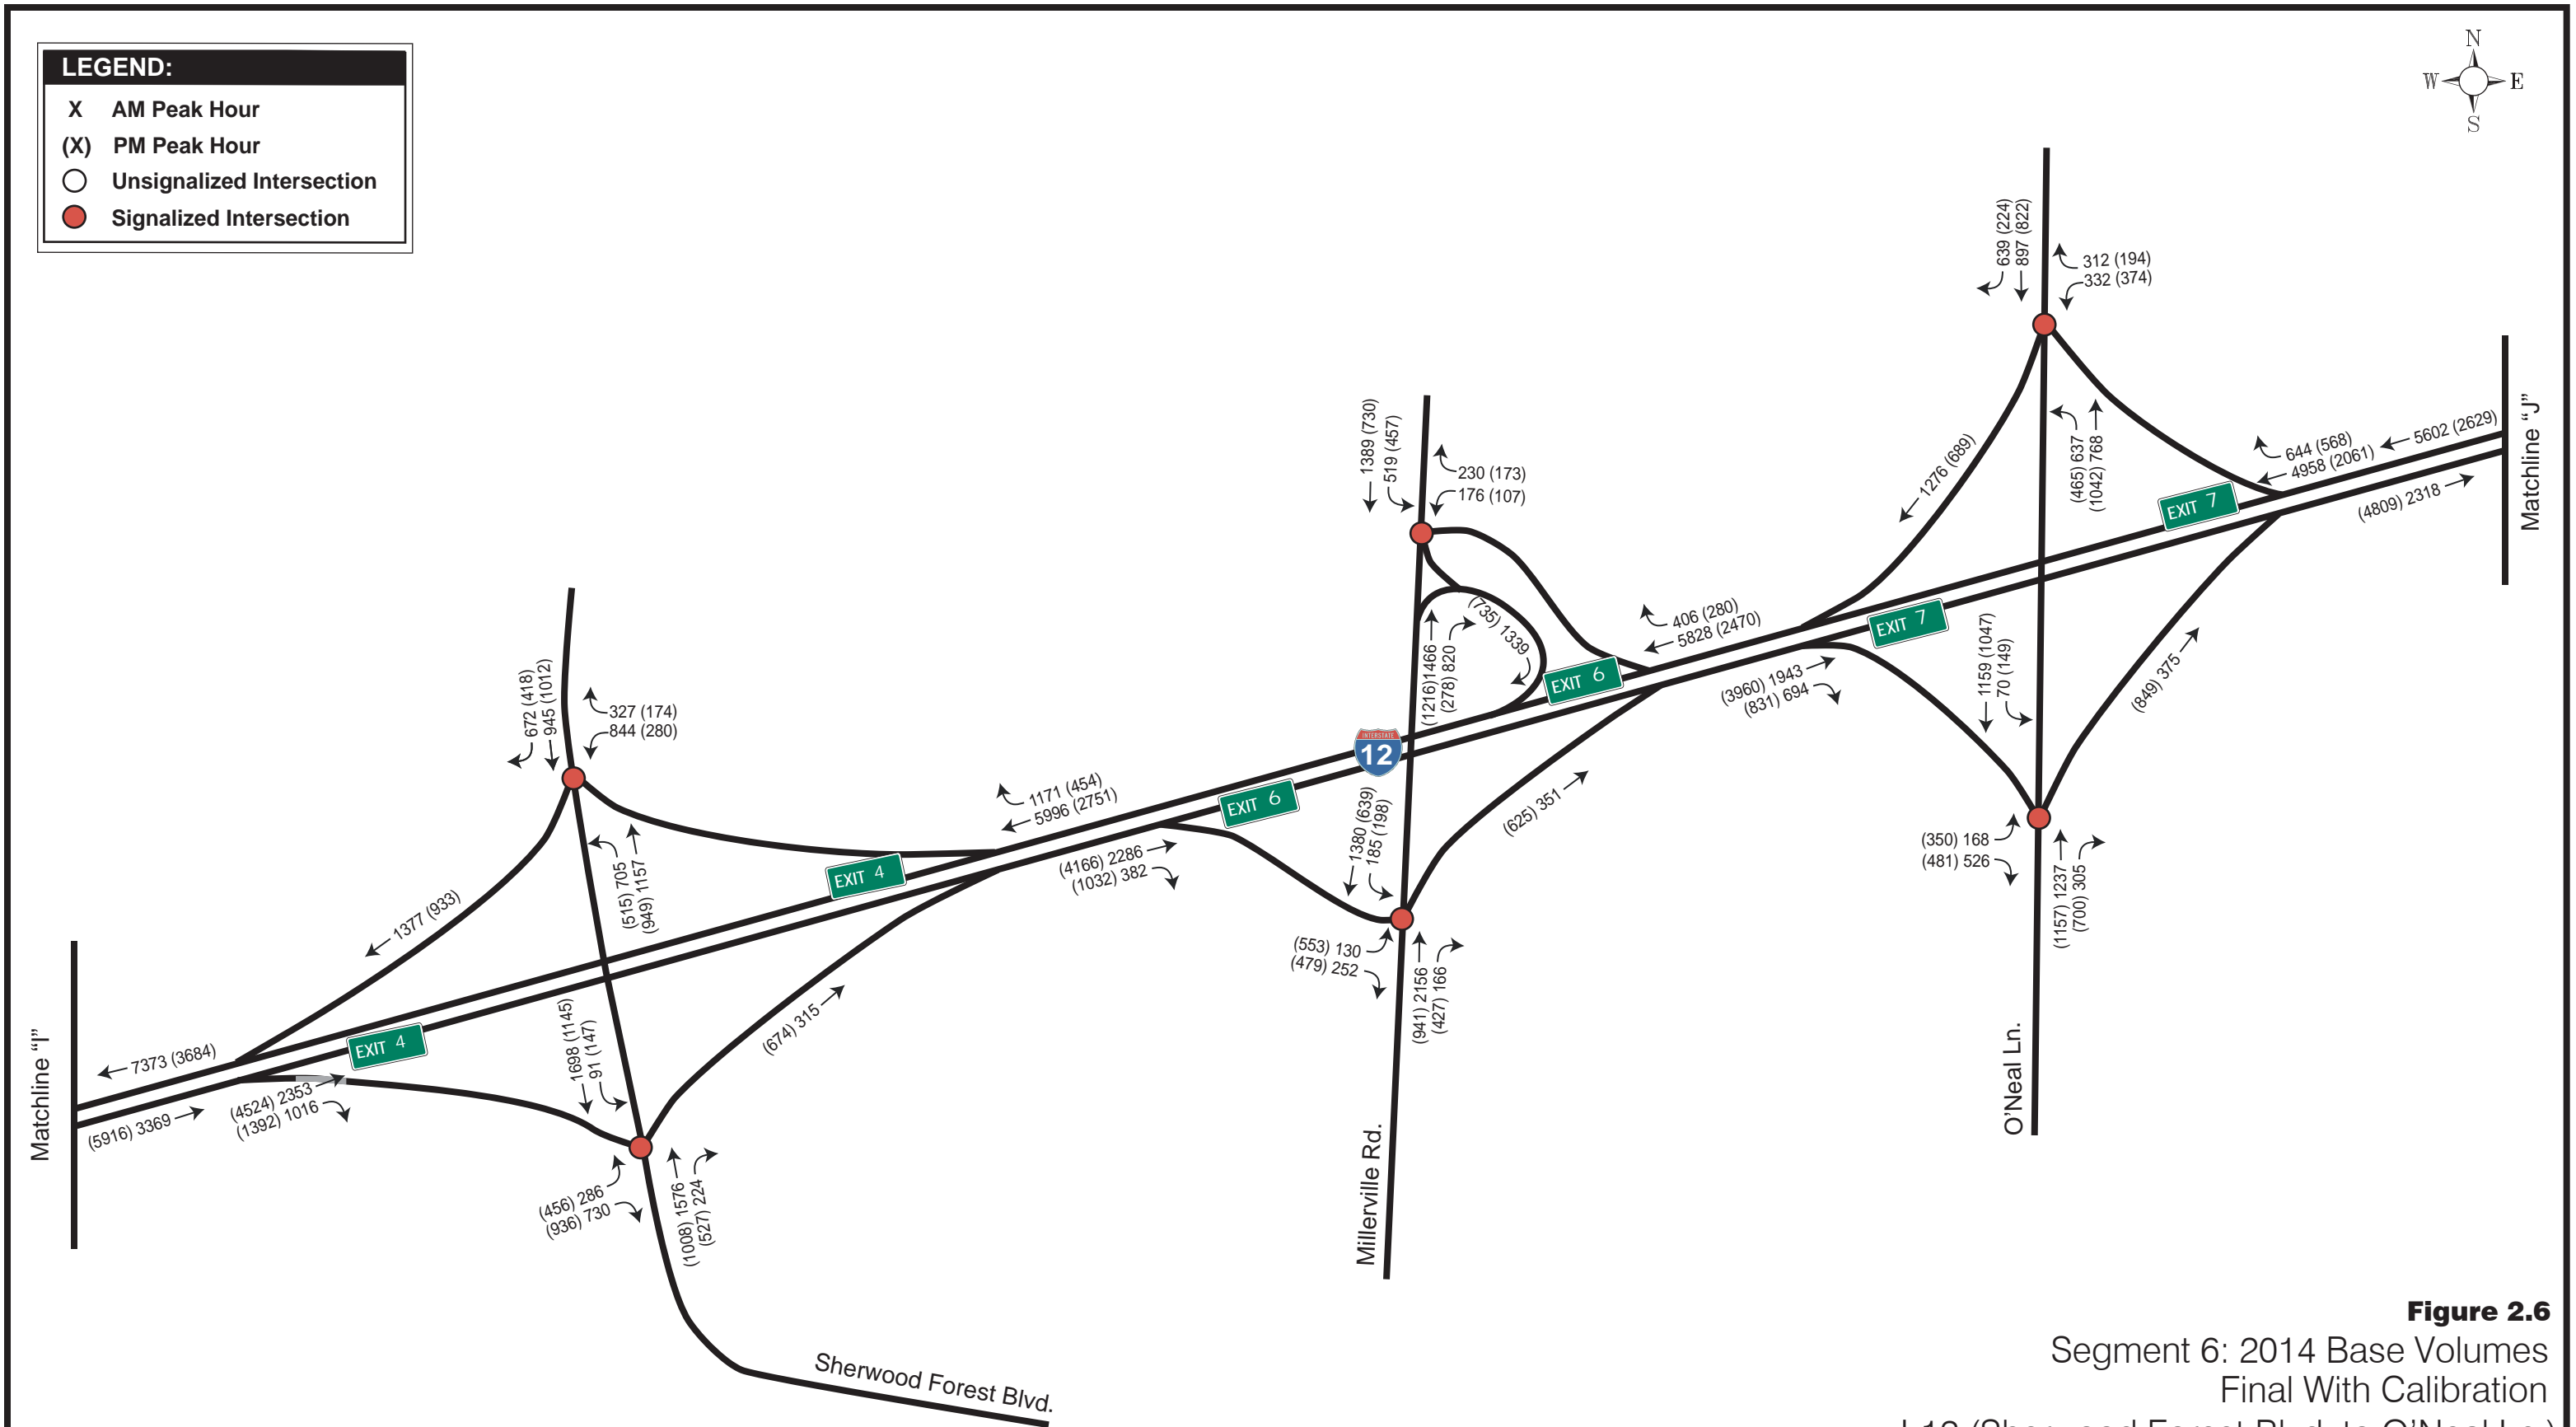 LEGEND:
X AM Peak Hour
(X) PM Peak Hour
Unsignalized Intersection
Signalized Intersection
N
W E
S
639 (224)
897 (822)
312 (194)
332 (374)
1276 (689)
(465) 637
(1042) 768
644 (568)
4958 (2061)
5602 (2629)
(4809) 2318
EXIT 7
Matchline "J"
1389 (730)
519 (457)
230 (173)
176 (107)
(735) 1339
(1216)1466
(278) 820
406 (280)
5828 (2470)
EXIT 6
EXIT 7
(3960) 1943
(831) 694
1159 (1047)
70 (149)
(849) 375
(350) 168
(481) 526
(1157) 1237
(700) 305
O'Neal Ln.
672 (418)
945 (1012)
327 (174)
844 (280)
1377 (933)
(515) 705
(949) 1157
1171 (454)
5996 (2751)
INTERSTATE
12
EXIT 6
EXIT 4
(4166) 2286
(1032) 382
1380 (639)
185 (198)
(625) 351
(553) 130
(479) 252
(941) 2156
(427) 166
Millerville Rd.
Matchline "I"
7373 (3684)
(5916) 3369
EXIT 4
(4524) 2353
(1392) 1016
1698 (1145)
91 (147)
(674) 315
(456) 286
(936) 730
(1008) 1576
(527) 224
Sherwood Forest Blvd.
Figure 2.6
Segment 6: 2014 Base Volumes
Final With Calibration